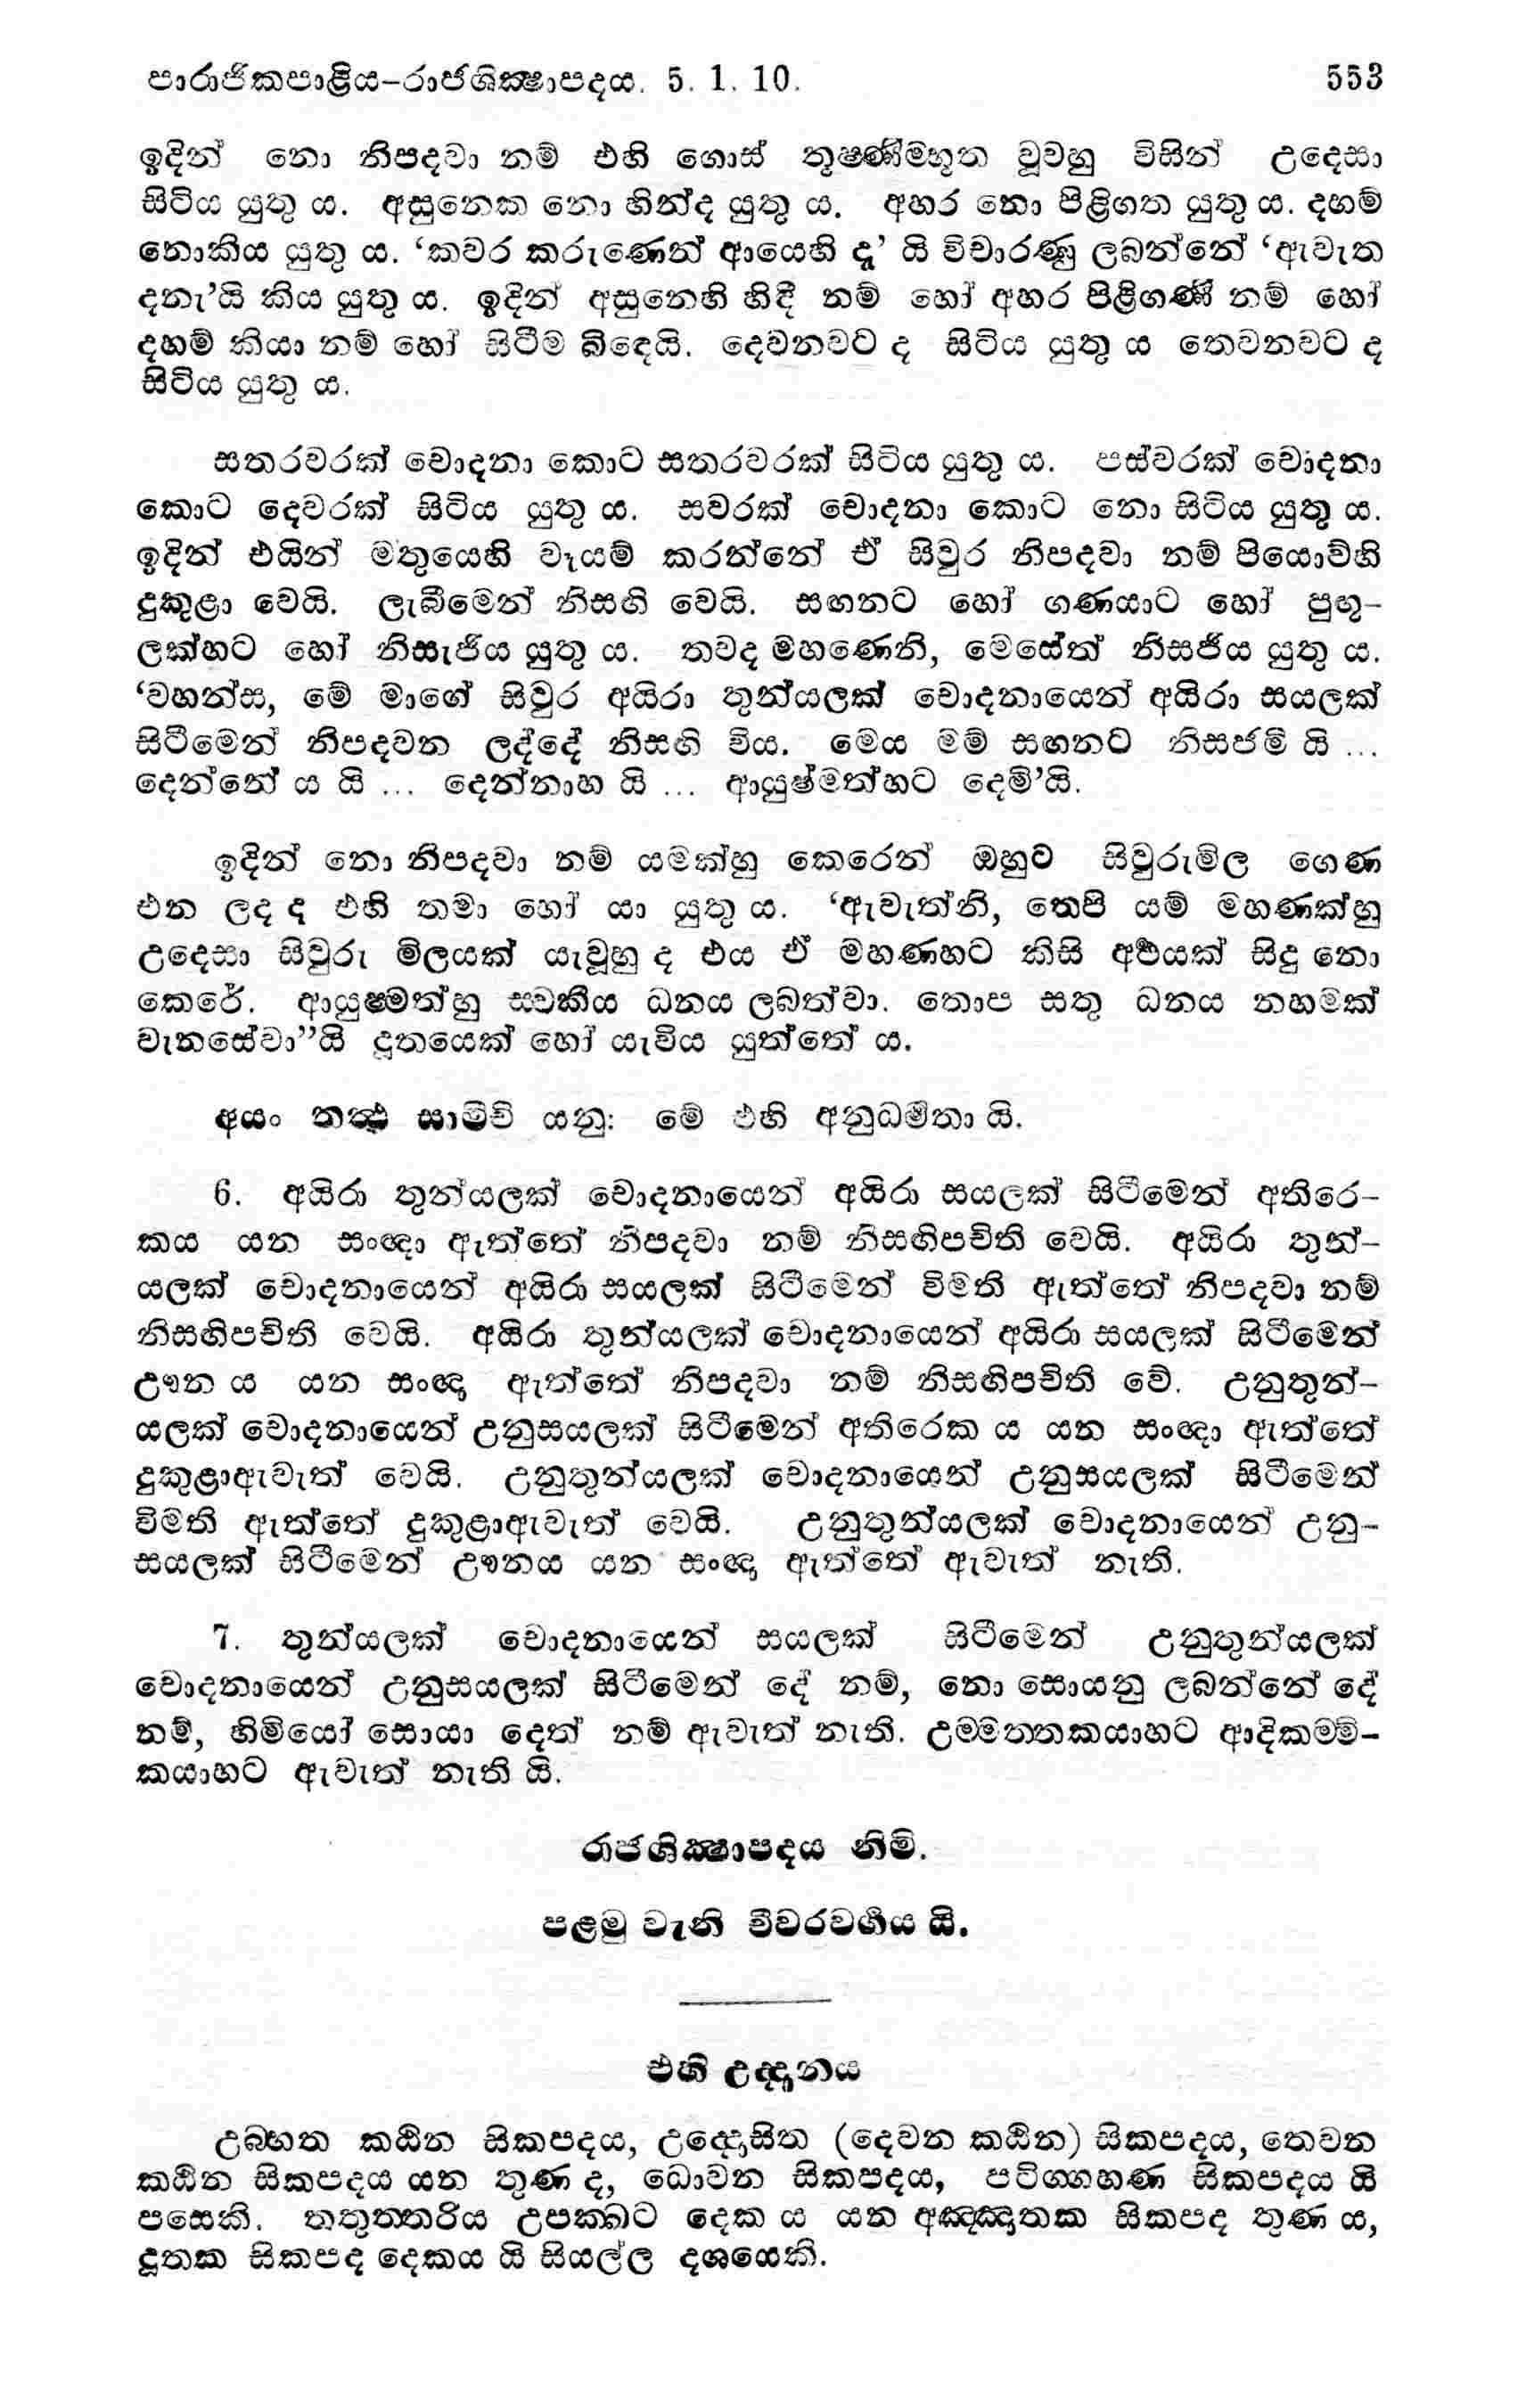 පාරාජිකපාළිය–රාජශික්‍ෂාපදය. 5. 1. 10. 553
ඉදින් නො නිපදවා නම් එහි ගොස් තූෂ්ණීම්භූත වූවහු විසින් උදෙසා
සිටිය යුතු ය. අසුනෙක නො හින්ද යුතු ය. අහර නො පිළිගත යුතු ය. දහම්
නොකිය යුතු ය. ‘කවර කරුණෙන් ආයෙහි දැ’ යි විචාරණු ලබන්නේ ‘ඇවැත
දනැ’යි කිය යුතු ය. ඉදින් අසුනෙහි හිඳී නම් හෝ අහර පිළිගණී නම් හෝ
දහම් කියා නම් හෝ සිටීම බිඳෙයි. දෙවනවට ද සිටිය යුතු ය තෙවනවට ද
සිටිය යුතු ය.
සතරවරක් චොදනා කොට සතරවරක් සිටිය යුතු ය. පස්වරක් චොදනා
කොට දෙවරක් සිටිය යුතු ය. සවරක් චොදනා කොට නො සිටිය යුතු ය.
ඉදින් එයින් මතුයෙහි වෑයම් කරන්නේ ඒ සිවුර නිපදවා නම් පියොව්හි
දුකුළා වෙයි. ලැබීමෙන් නිසඟි වෙයි. සඟනට හෝ ගණයාට හෝ පුඟු-
ලක්හට හෝ නිසැජිය යුතු ය. තවද මහණෙනි, මෙසේත් නිසජිය යුතු ය.
‘වහන්ස, මේ මාගේ සිවුර අයිරා තුන්යලක් චොදනායෙන් අයිරා සයලක්
සිටීමෙන් නිපදවන ලද්දේ නිසඟි විය. මෙය මම් සඟනට නිසජමි යි ...
දෙන්නේ ය යි ... දෙන්නාහ යි ... ආයුෂ්මත්හට දෙමි’යි.
ඉදින් නො නිපදවා නම් යමක්හු කෙරෙන් ඔහුට සිවුරුමිල ගෙණ
එන ලද ද එහි තමා හෝ යා යුතු ය. ‘ඇවැත්නි, තෙපි යම් මහණක්හු
උදෙසා සිවුරු මිලයක් යැවූහු ද එය ඒ මහණහට කිසි අර්‍ථයක් සිදු නො
කෙරේ. ආයුෂ්මත්හු ස්වකීය ධනය ලබත්වා. තොප සතු ධනය නහමක්
වැනසේවා”යි දූතයෙක් හෝ යැවිය යුත්තේ ය.
අයං තත්‍ථ සාමීචි යනු: මේ එහි අනුධර්‍මතා යි.
6. අයිරා තුන්යලක් චොදනායෙන් අයිරා සයලක් සිටීමෙන් අතිරෙ-
කය යන සංඥා ඇත්තේ නිපදවා නම් නිසඟිපචිති වෙයි. අයිරා තුන්-
යලක් චොදනායෙන් අයිරා සයලක් සිටීමෙන් විමති ඇත්තේ නිපදවා නම්
නිසඟිපචිති වෙයි. අයිරා තුන්යලක් චොදනායෙන් අයිරා සයලක් සිටීමෙන්
ඌන ය යන සංඥා ඇත්තේ නිපදවා නම් නිසඟිපචිති වේ. උනුතුන්-
යලක් චොදනායෙන් උනුසයලක් සිටීමෙන් අතිරෙක ය යන සංඥා ඇත්තේ
දුකුළාඇවැත් වෙයි. උනුතුන්යලක් චොදනායෙන් උනුසයලක් සිටීමෙන්
විමති ඇත්තේ දුකුළාඇවැත් වෙයි. උනුතුන්යලක් චොදනායෙන් උනු-
සයලක් සිටීමෙන් ඌනය යන සංඥා ඇත්තේ ඇවැත් නැති.
7. තුන්යලක් චොදනායෙන් සයලක් සිටීමෙන් උනුතුන්යලක්
චොදනායෙන් උනුසයලක් සිටීමෙන් දේ නම්, නො සොයනු ලබන්නේ දේ
නම්, හිමියෝ සොයා දෙත් නම් ඇවැත් නැති. උම්මත්තකයාහට ආදිකම්මි-
කයාහට ඇවැත් නැති යි.
රාජශික්‍ෂාපදය නිමි.
පළමු වැනි චීවරවර්‍ගය යි.
එහි උද්‍දානය
උබ්භත කඨින සිකපදය, උද්‍දොසිත (දෙවන කඨින) සිකපදය, තෙවන
කඨින සිකපදය යන තුණ ද, ධොවන සිකපදය, පටිග්ගහණ සිකපදය යි
පසෙකි. තතුත්තරිය උපක්ඛට දෙක ය යන අඤ්ඤාතක සිකපද තුණ ය,
දූතක සිකපද දෙකය යි සියල්ල දශයෙකි.